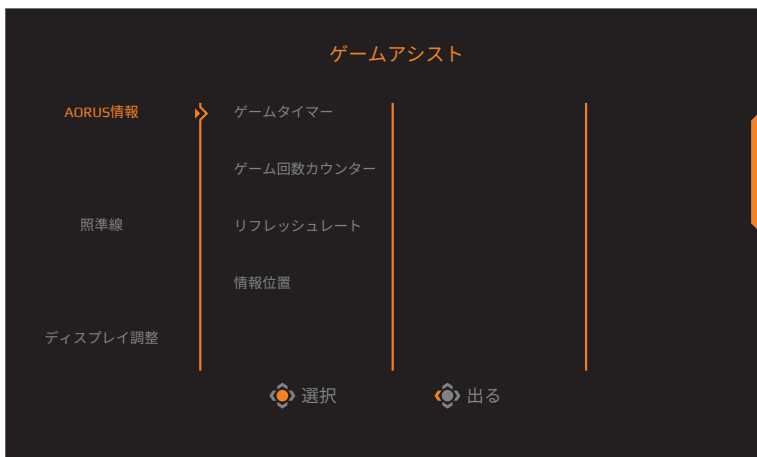 ゲームアシスト
AORUS情報
ゲームタイマー
ゲーム回数カウンター
照準線
リフレッシュレート
情報位置
ディスプレイ調整
選択
出る